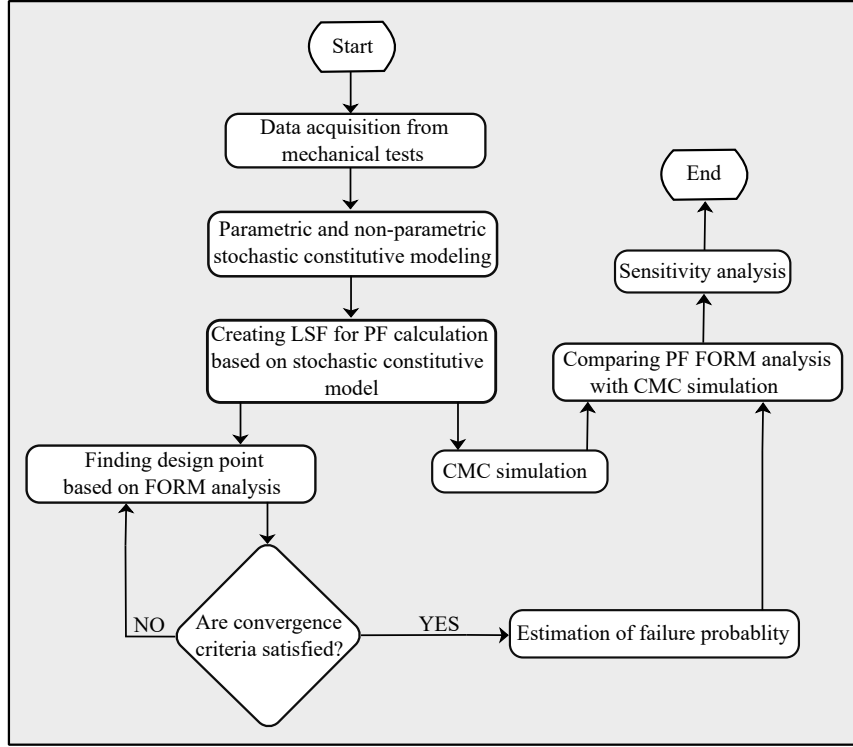 Start
Data acquisition from
mechanical tests
Parametric and non-parametric
stochastic constitutive modeling
Creating LSF for PF calculation
based on stochastic constitutive
model
Finding design point
based on FORM analysis
CMC simulation
Are convergence
criteria satisfied?
NO
YES
Estimation of failure probablity
Comparing PF FORM analysis
with CMC simulation
Sensitivity analysis
End